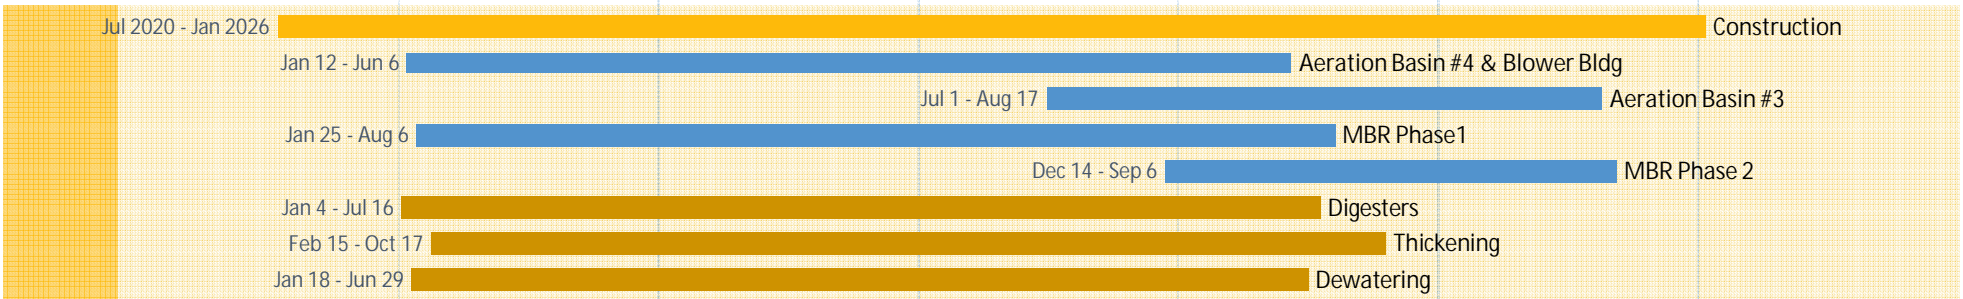 Jul 2020 - Jan 2026 Construction
Jan 12 - Jun 6 Aeration Basin #4 & Blower Bldg
Jul 1 - Aug 17 Aeration Basin #3
Jan 25 - Aug 6 MBR Phase1
Dec 14 - Sep 6 MBR Phase 2
Jan 4 - Jul 16 Digesters
Feb 15 - Oct 17 Thickening
Jan 18 - Jun 29 Dewatering